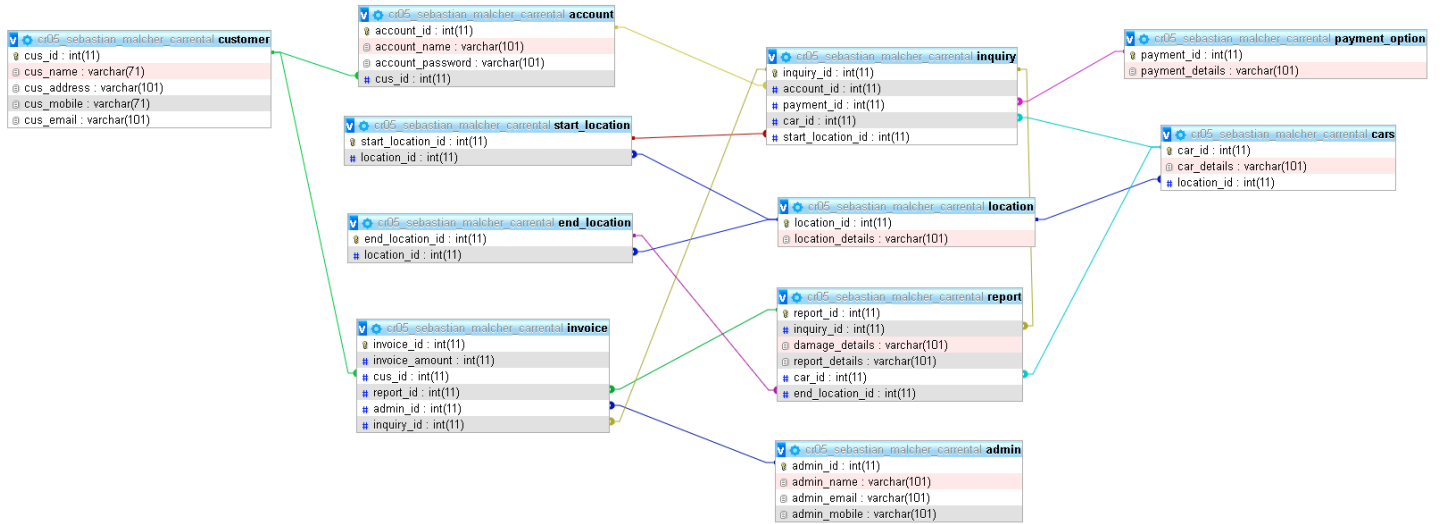 cr05_sebastian_malcher_carrental customer
cus_id : int(11)
cus_name : varchar(71)
cus_address : varchar(101)
cus_mobile : varchar(71)
cus_email : varchar(101)
cr05_sebastian_malcher_carrental account
account_id : int(11)
account_name : varchar(101)
account_password : varchar(101)
cus_id : int(11)
cr05_sebastian_malcher_carrental start_location
start_location_id : int(11)
location_id : int(11)
cr05_sebastian_malcher_carrental end_location
end_location_id : int(11)
location_id : int(11)
cr05_sebastian_malcher_carrental invoice
invoice_id : int(11)
invoice_amount : int(11)
cus_id : int(11)
report_id : int(11)
admin_id : int(11)
inquiry_id : int(11)
cr05_sebastian_malcher_carrental inquiry
inquiry_id : int(11)
account_id : int(11)
payment_id : int(11)
car_id : int(11)
start_location_id : int(11)
cr05_sebastian_malcher_carrental location
location_id : int(11)
location_details : varchar(101)
cr05_sebastian_malcher_carrental report
report_id : int(11)
inquiry_id : int(11)
damage_details : varchar(101)
report_details : varchar(101)
car_id : int(11)
end_location_id : int(11)
cr05_sebastian_malcher_carrental admin
admin_id : int(11)
admin_name : varchar(101)
admin_email : varchar(101)
admin_mobile : varchar(101)
cr05_sebastian_malcher_carrental payment_option
payment_id : int(11)
payment_details : varchar(101)
cr05_sebastian_malcher_carrental cars
car_id : int(11)
car_details : varchar(101)
location_id : int(11)